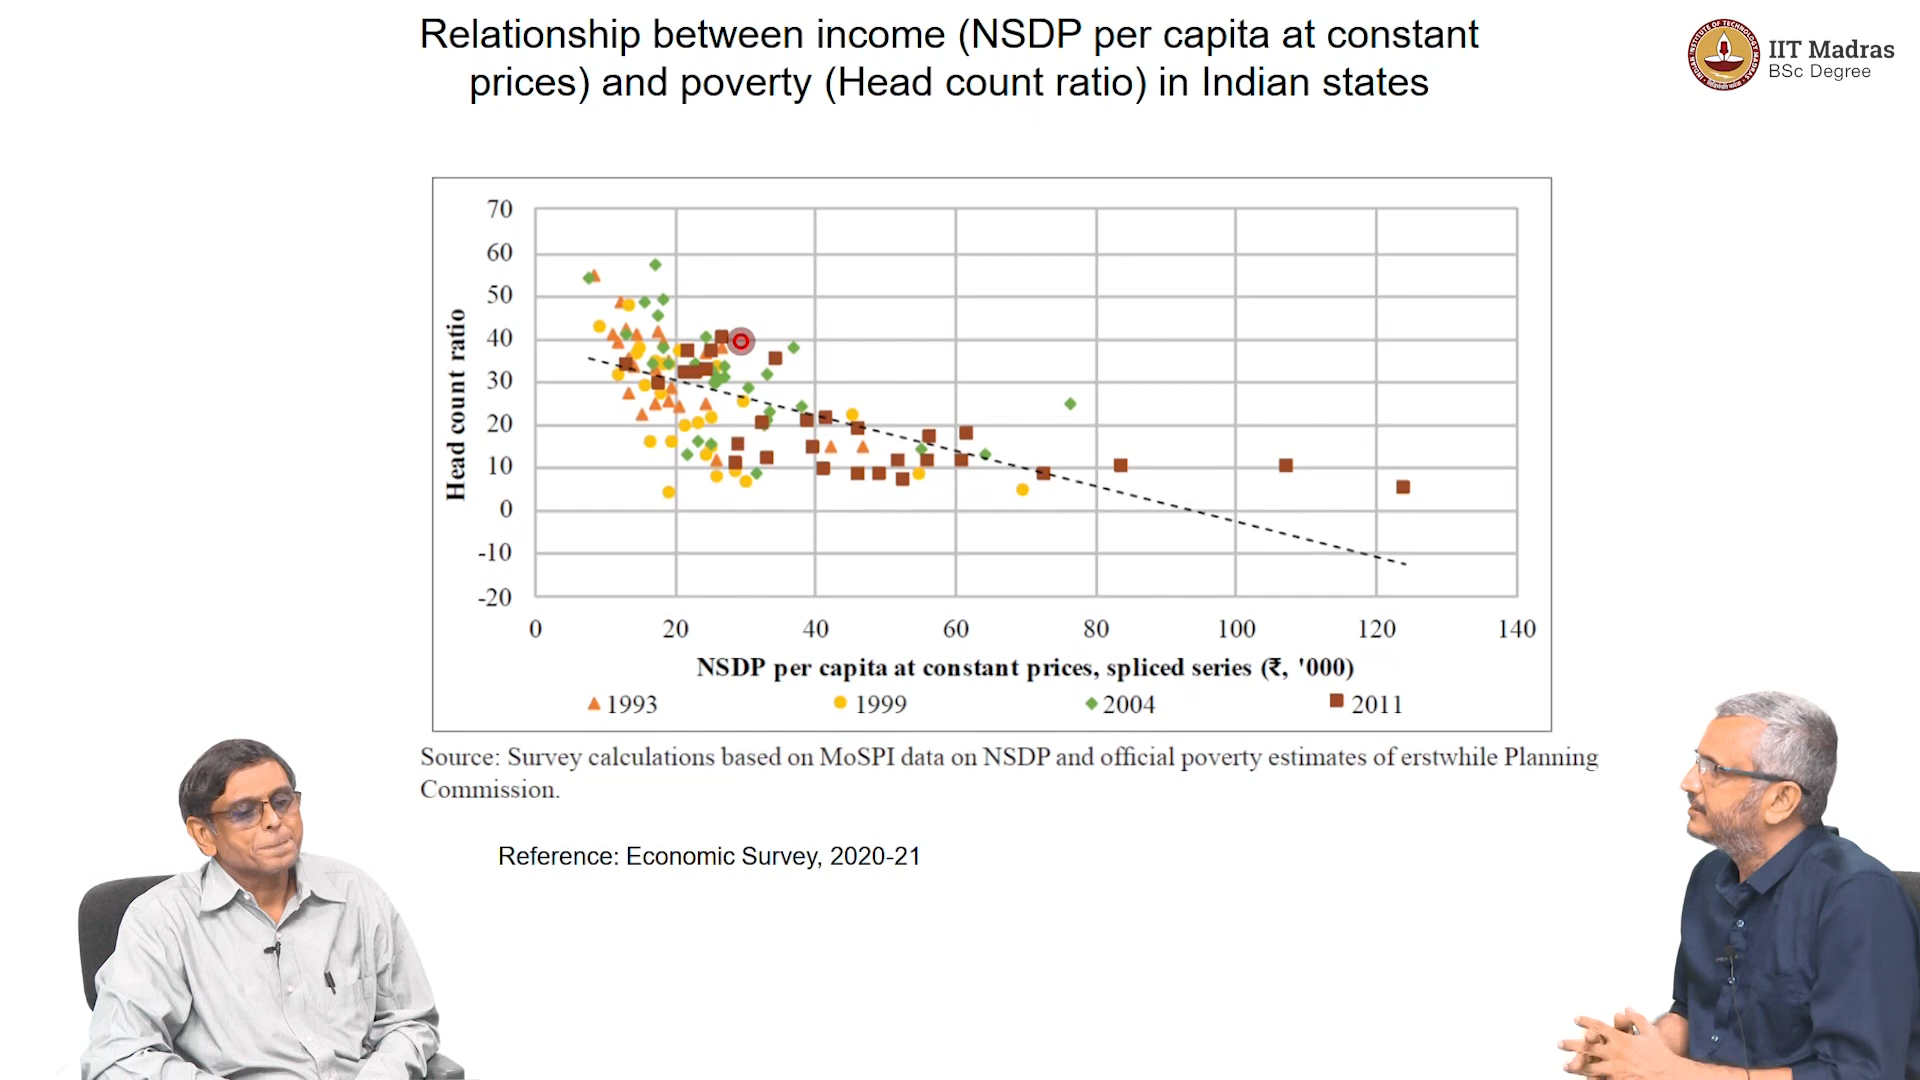 Relationship between income (NSDP per capita at constant
prices) and poverty (Head count ratio) in Indian states
IIT Madras
BSc Degree
70
60
50
40
30
20
10
0
-10
-20
Head count ratio
0 20 40 60 80 100 120 140
NSDP per capita at constant prices, spliced series (₹, '000)
1993 1999 2004 2011
Source: Survey calculations based on MoSPI data on NSDP and official poverty estimates of erstwhile Planning
Commission.
Reference: Economic Survey, 2020-21